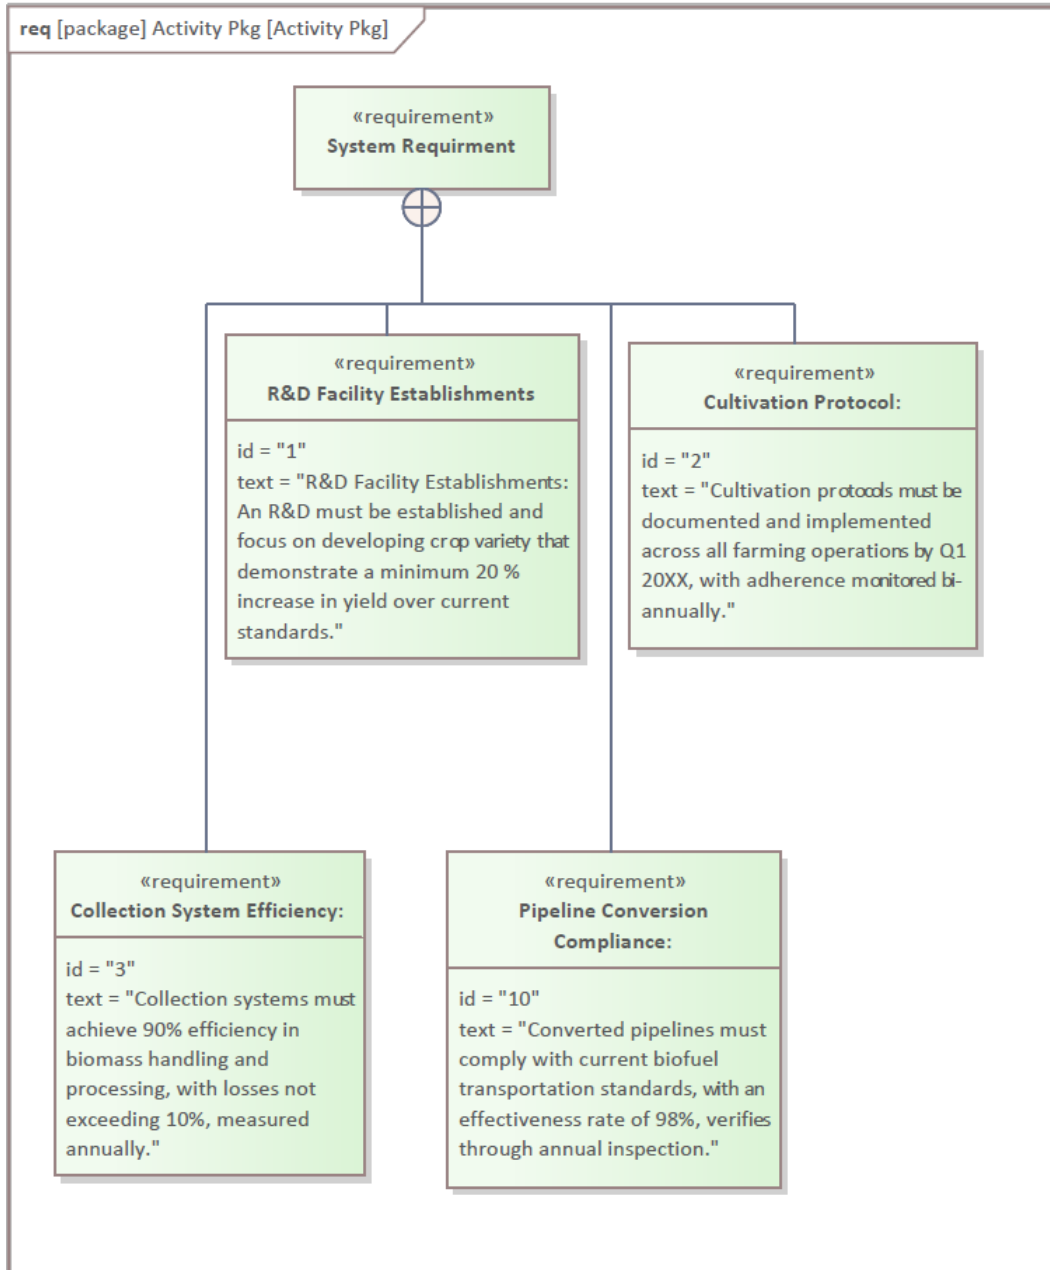 req [package] Activity Pkg [Activity Pkg]
«requirement»
System Requirment
«requirement»
R&D Facility Establishments
id = "1"
text = "R&D Facility Establishments:
An R&D must be established and
focus on developing crop variety that
demonstrate a minimum 20 %
increase in yield over current
standards."
«requirement»
Cultivation Protocol:
id = "2"
text = "Cultivation protocols must be
documented and implemented
across all farming operations by Q1
20XX, with adherence monitored bi-
annually."
«requirement»
Collection System Efficiency:
id = "3"
text = "Collection systems must
achieve 90% efficiency in
biomass handling and
processing, with losses not
exceeding 10%, measured
annually."
«requirement»
Pipeline Conversion
Compliance:
id = "10"
text = "Converted pipelines must
comply with current biofuel
transportation standards, with an
effectiveness rate of 98%, verifies
through annual inspection."